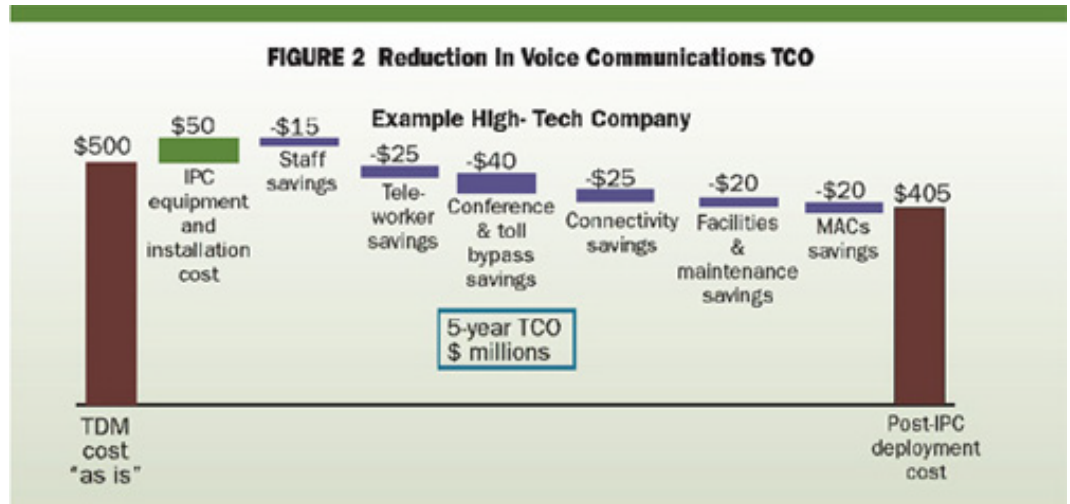 FIGURE 2 Reduction In Voice Communications TCO
Example High- Tech Company
$500
TDM
cost
"as is"
$50
IPC
equipment
and
installation
cost
-$15
Staff
savings
-$25
Tele-
worker
savings
-$40
Conference
& toll
bypass
savings
-$25
Connectivity
savings
-$20
Facilities
&
maintenance
savings
-$20
MACs
savings
$405
Post-IPC
deployment
cost
5-year TCO
$ millions